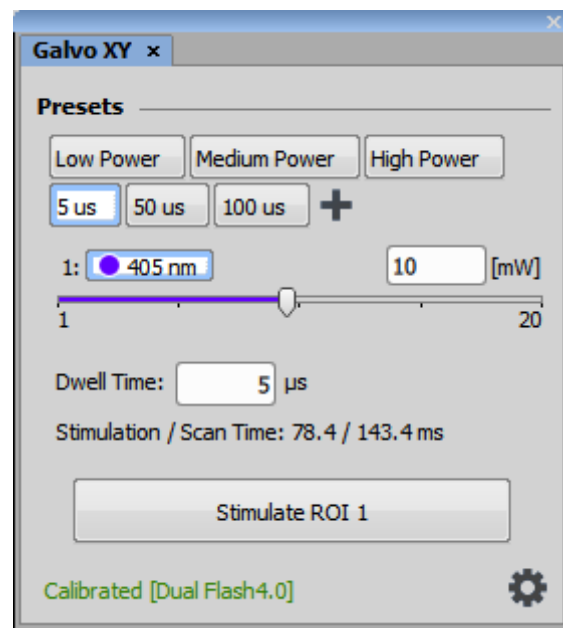 Galvo XY ×
Presets
Low Power Medium Power High Power
5 us 50 us 100 us +
1: 405 nm 10 [mW]
1 20
Dwell Time: 5 µs
Stimulation / Scan Time: 78.4 / 143.4 ms
Stimulate ROI 1
Calibrated [Dual Flash4.0]